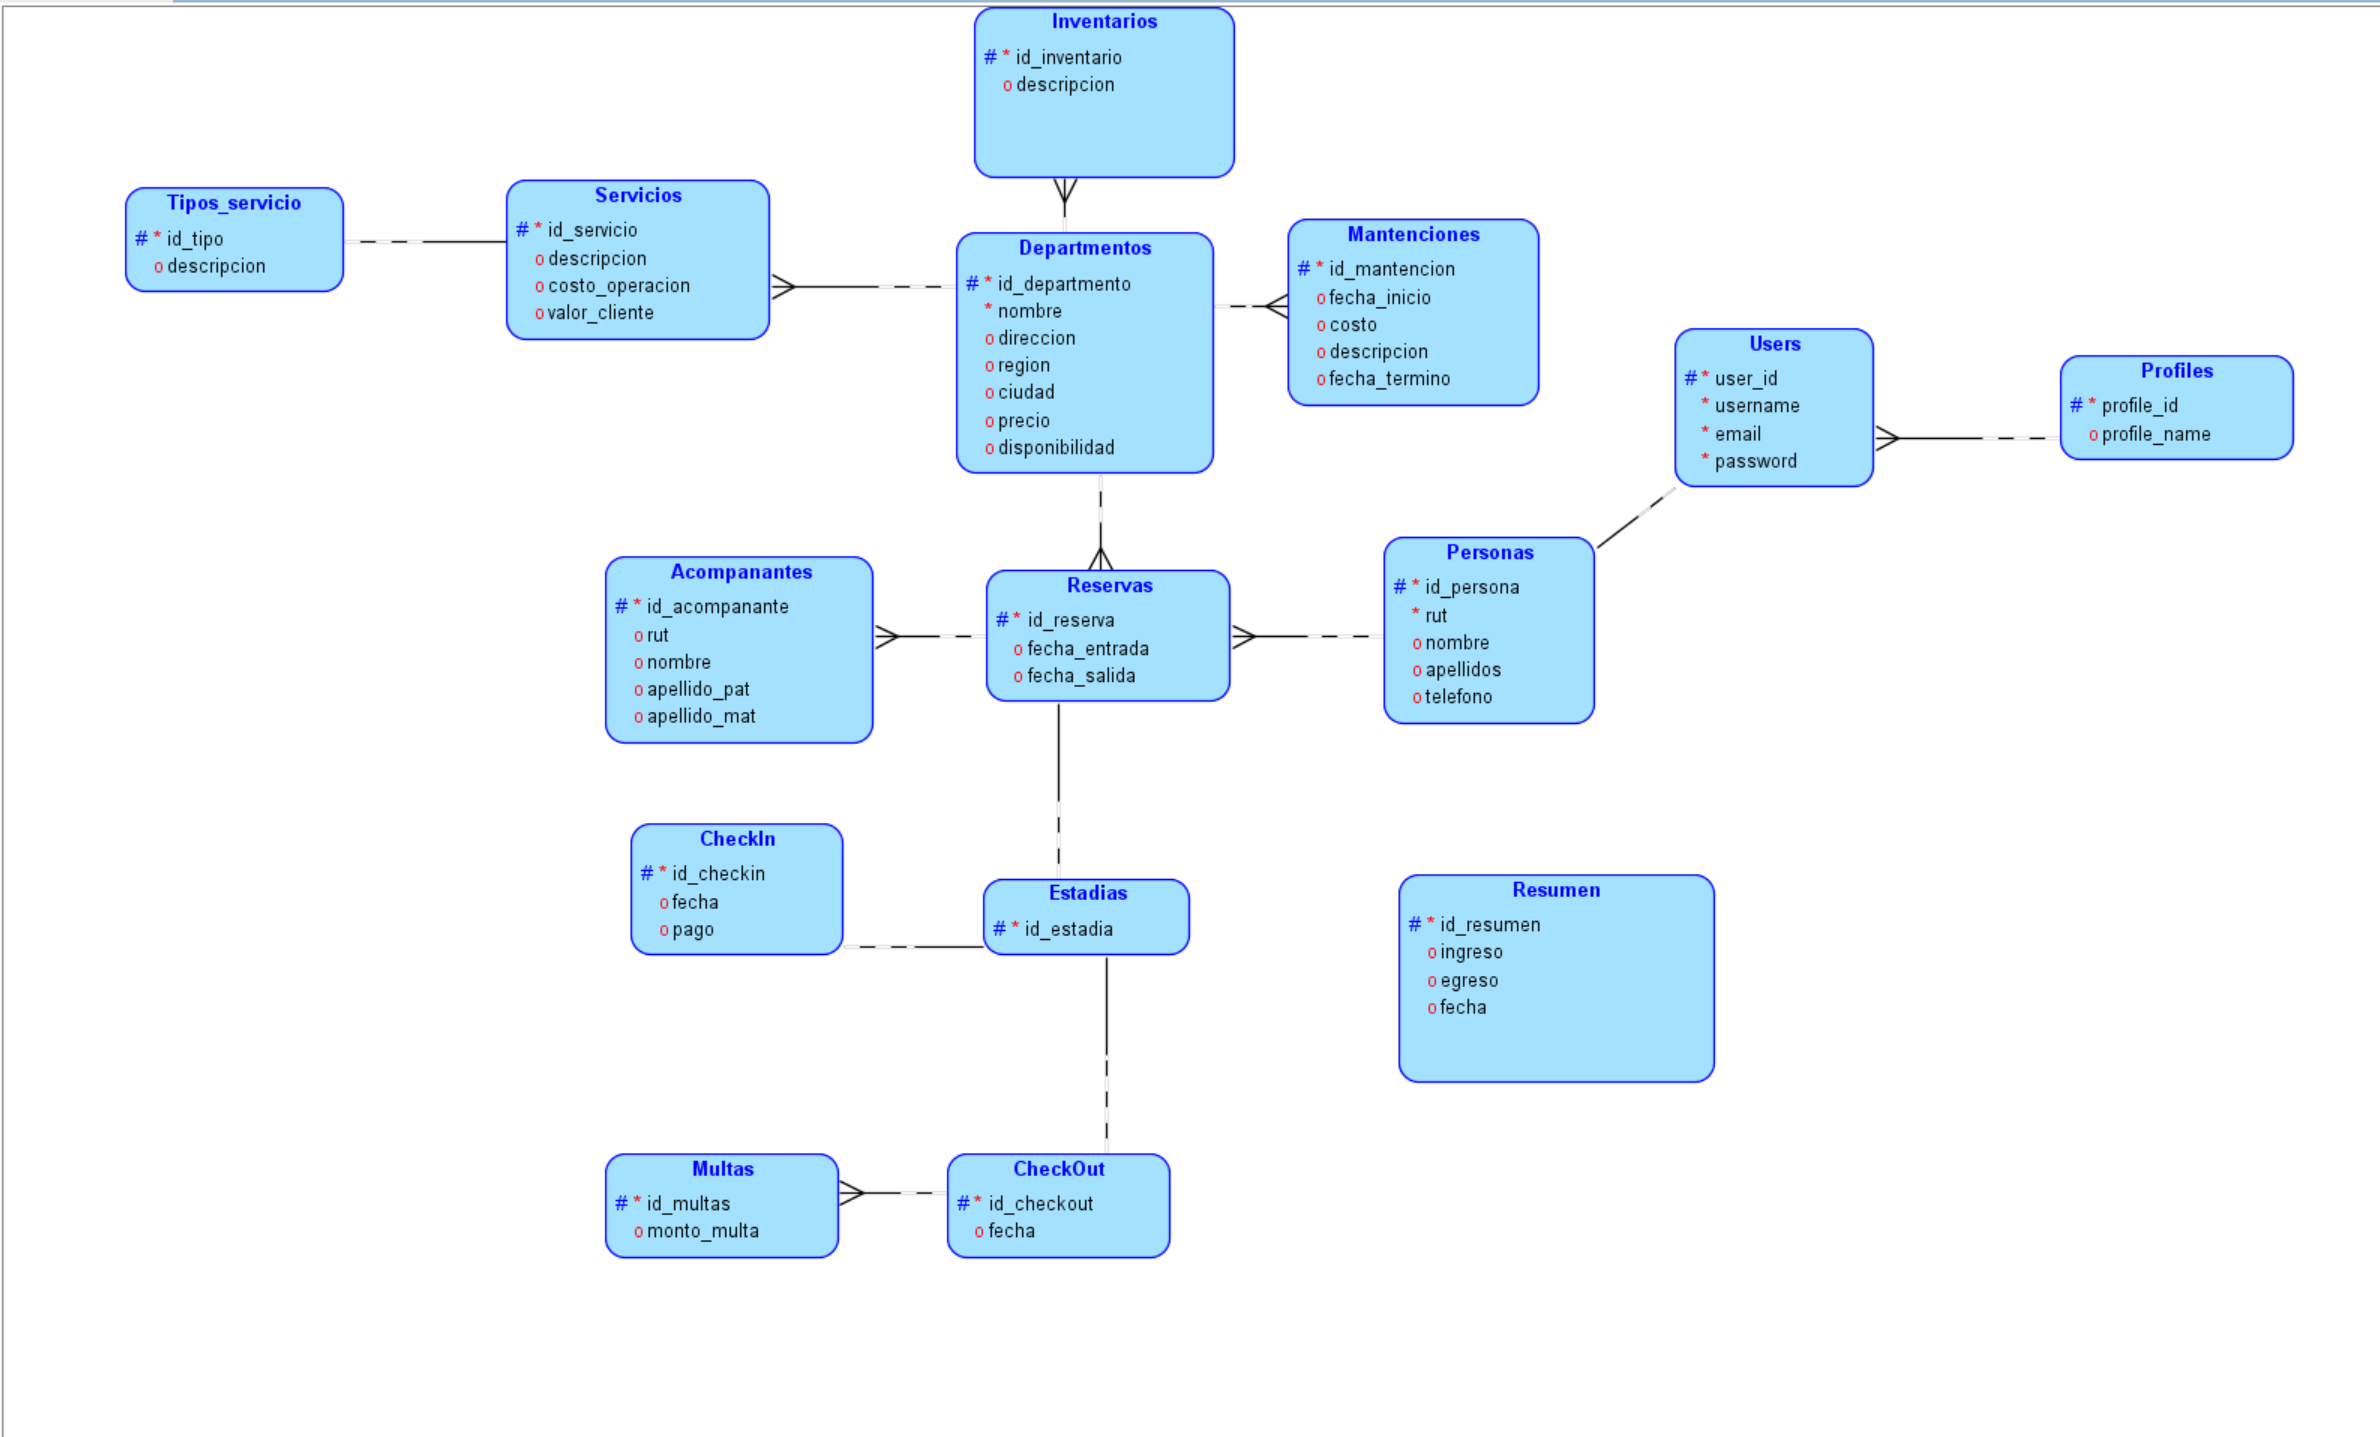 Inventarios
# * id_inventario
o descripcion
Tipos_servicio
# * id_tipo
o descripcion
Servicios
# * id_servicio
o descripcion
o costo_operacion
o valor_cliente
Departmentos
# * id_departmento
* nombre
o direccion
o region
o ciudad
o precio
o disponibilidad
Mantenciones
# * id_mantencion
o fecha_inicio
o costo
o descripcion
o fecha_termino
Users
# * user_id
* username
* email
* password
Profiles
# * profile_id
o profile_name
Acompanantes
# * id_acompanante
o rut
o nombre
o apellido_pat
o apellido_mat
Reservas
# * id_reserva
o fecha_entrada
o fecha_salida
Personas
# * id_persona
* rut
o nombre
o apellidos
o telefono
CheckIn
# * id_checkin
o fecha
o pago
Estadias
# * id_estadia
Resumen
# * id_resumen
o ingreso
o egreso
o fecha
Multas
# * id_multas
o monto_multa
CheckOut
# * id_checkout
o fecha